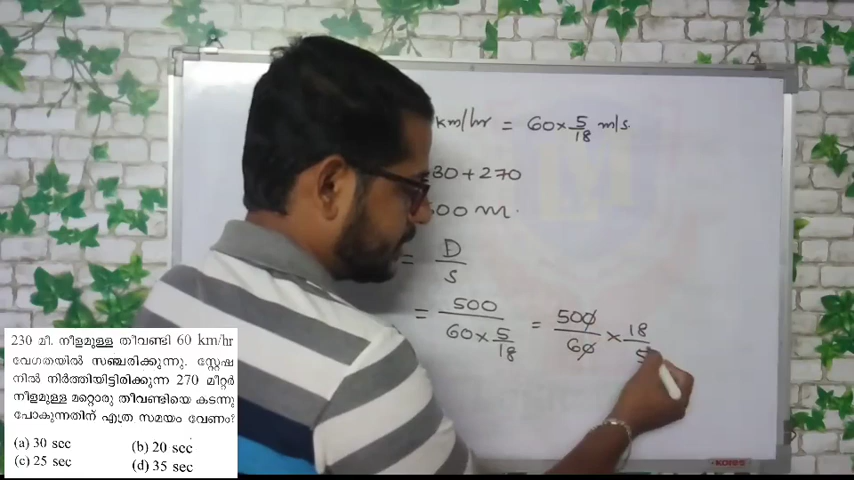 km/hr = 60 × 5/18 m/s
30 + 270
00 m.
= D/S
= 500/60 × 5/18 = 500/60 × 18/5
230 മീ. നീളമുള്ള തീവണ്ടി 60 km/hr
വേഗതയിൽ സഞ്ചരിക്കുന്നു. സ്റ്റേഷ
നിൽ നിർത്തിയിട്ടിരിക്കുന്ന 270 മീറ്റർ
നീളമുള്ള മറ്റൊരു തീവണ്ടിയെ കടന്നു
പോകുന്നതിന് എത്ര സമയം വേണം?
(a) 30 sec (b) 20 sec
(c) 25 sec (d) 35 sec